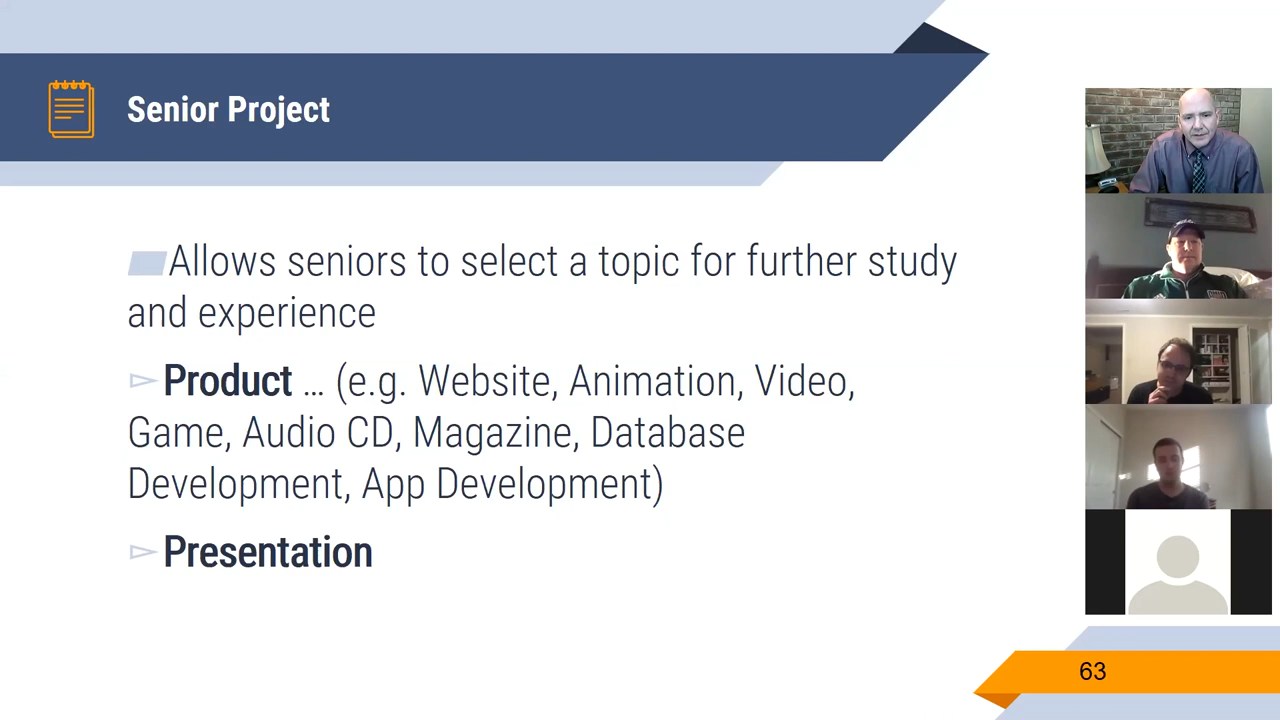 Senior Project
Allows seniors to select a topic for further study
and experience
Product ... (e.g. Website, Animation, Video,
Game, Audio CD, Magazine, Database
Development, App Development)
Presentation
63